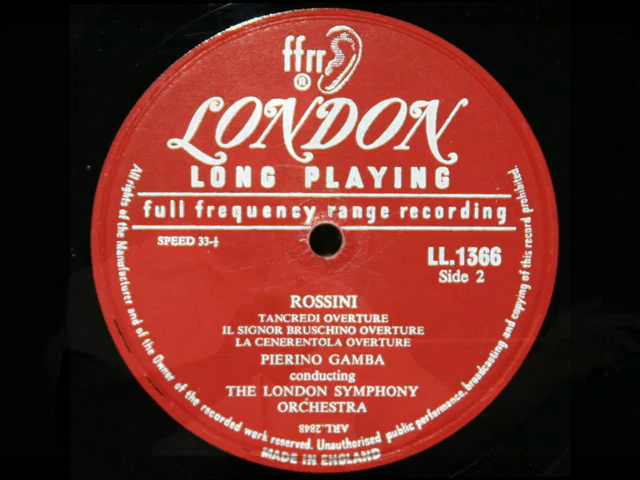 ffrr
®
LONDON
LONG PLAYING
full frequency range recording
SPEED 33-⅓
LL.1366
Side 2
ROSSINI
TANCREDI OVERTURE
IL SIGNOR BRUSCHINO OVERTURE
LA CENERENTOLA OVERTURE
PIERINO GAMBA
conducting
THE LONDON SYMPHONY
ORCHESTRA
ARL.2848
All rights of the Manufacturer and of the Owner of the recorded work reserved. Unauthorised public performance, broadcasting and copying of this record prohibited.
MADE IN ENGLAND